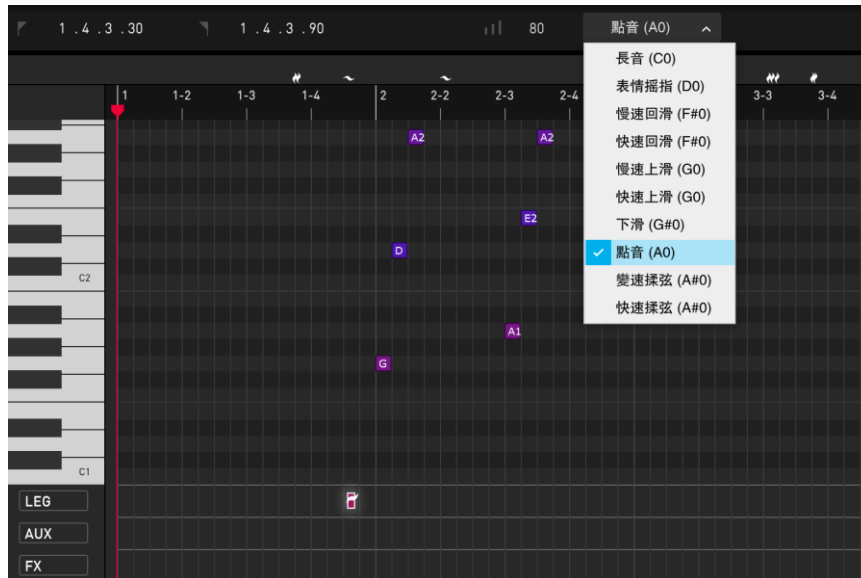 1 . 4 . 3 . 30 1 . 4 . 3 . 90 80 點音 (A0)
長音 (C0)
表情摇指 (D0)
慢速回滑 (F#0)
快速回滑 (F#0)
慢速上滑 (G0)
快速上滑 (G0)
下滑 (G#0)
點音 (A0)
變速揉弦 (A#0)
快速揉弦 (A#0)
1 1-2 1-3 1-4 2 2-2 2-3 2-4 3-3 3-4
A2 A2
E2
D
C2
A1
G
C1
LEG
AUX
FX